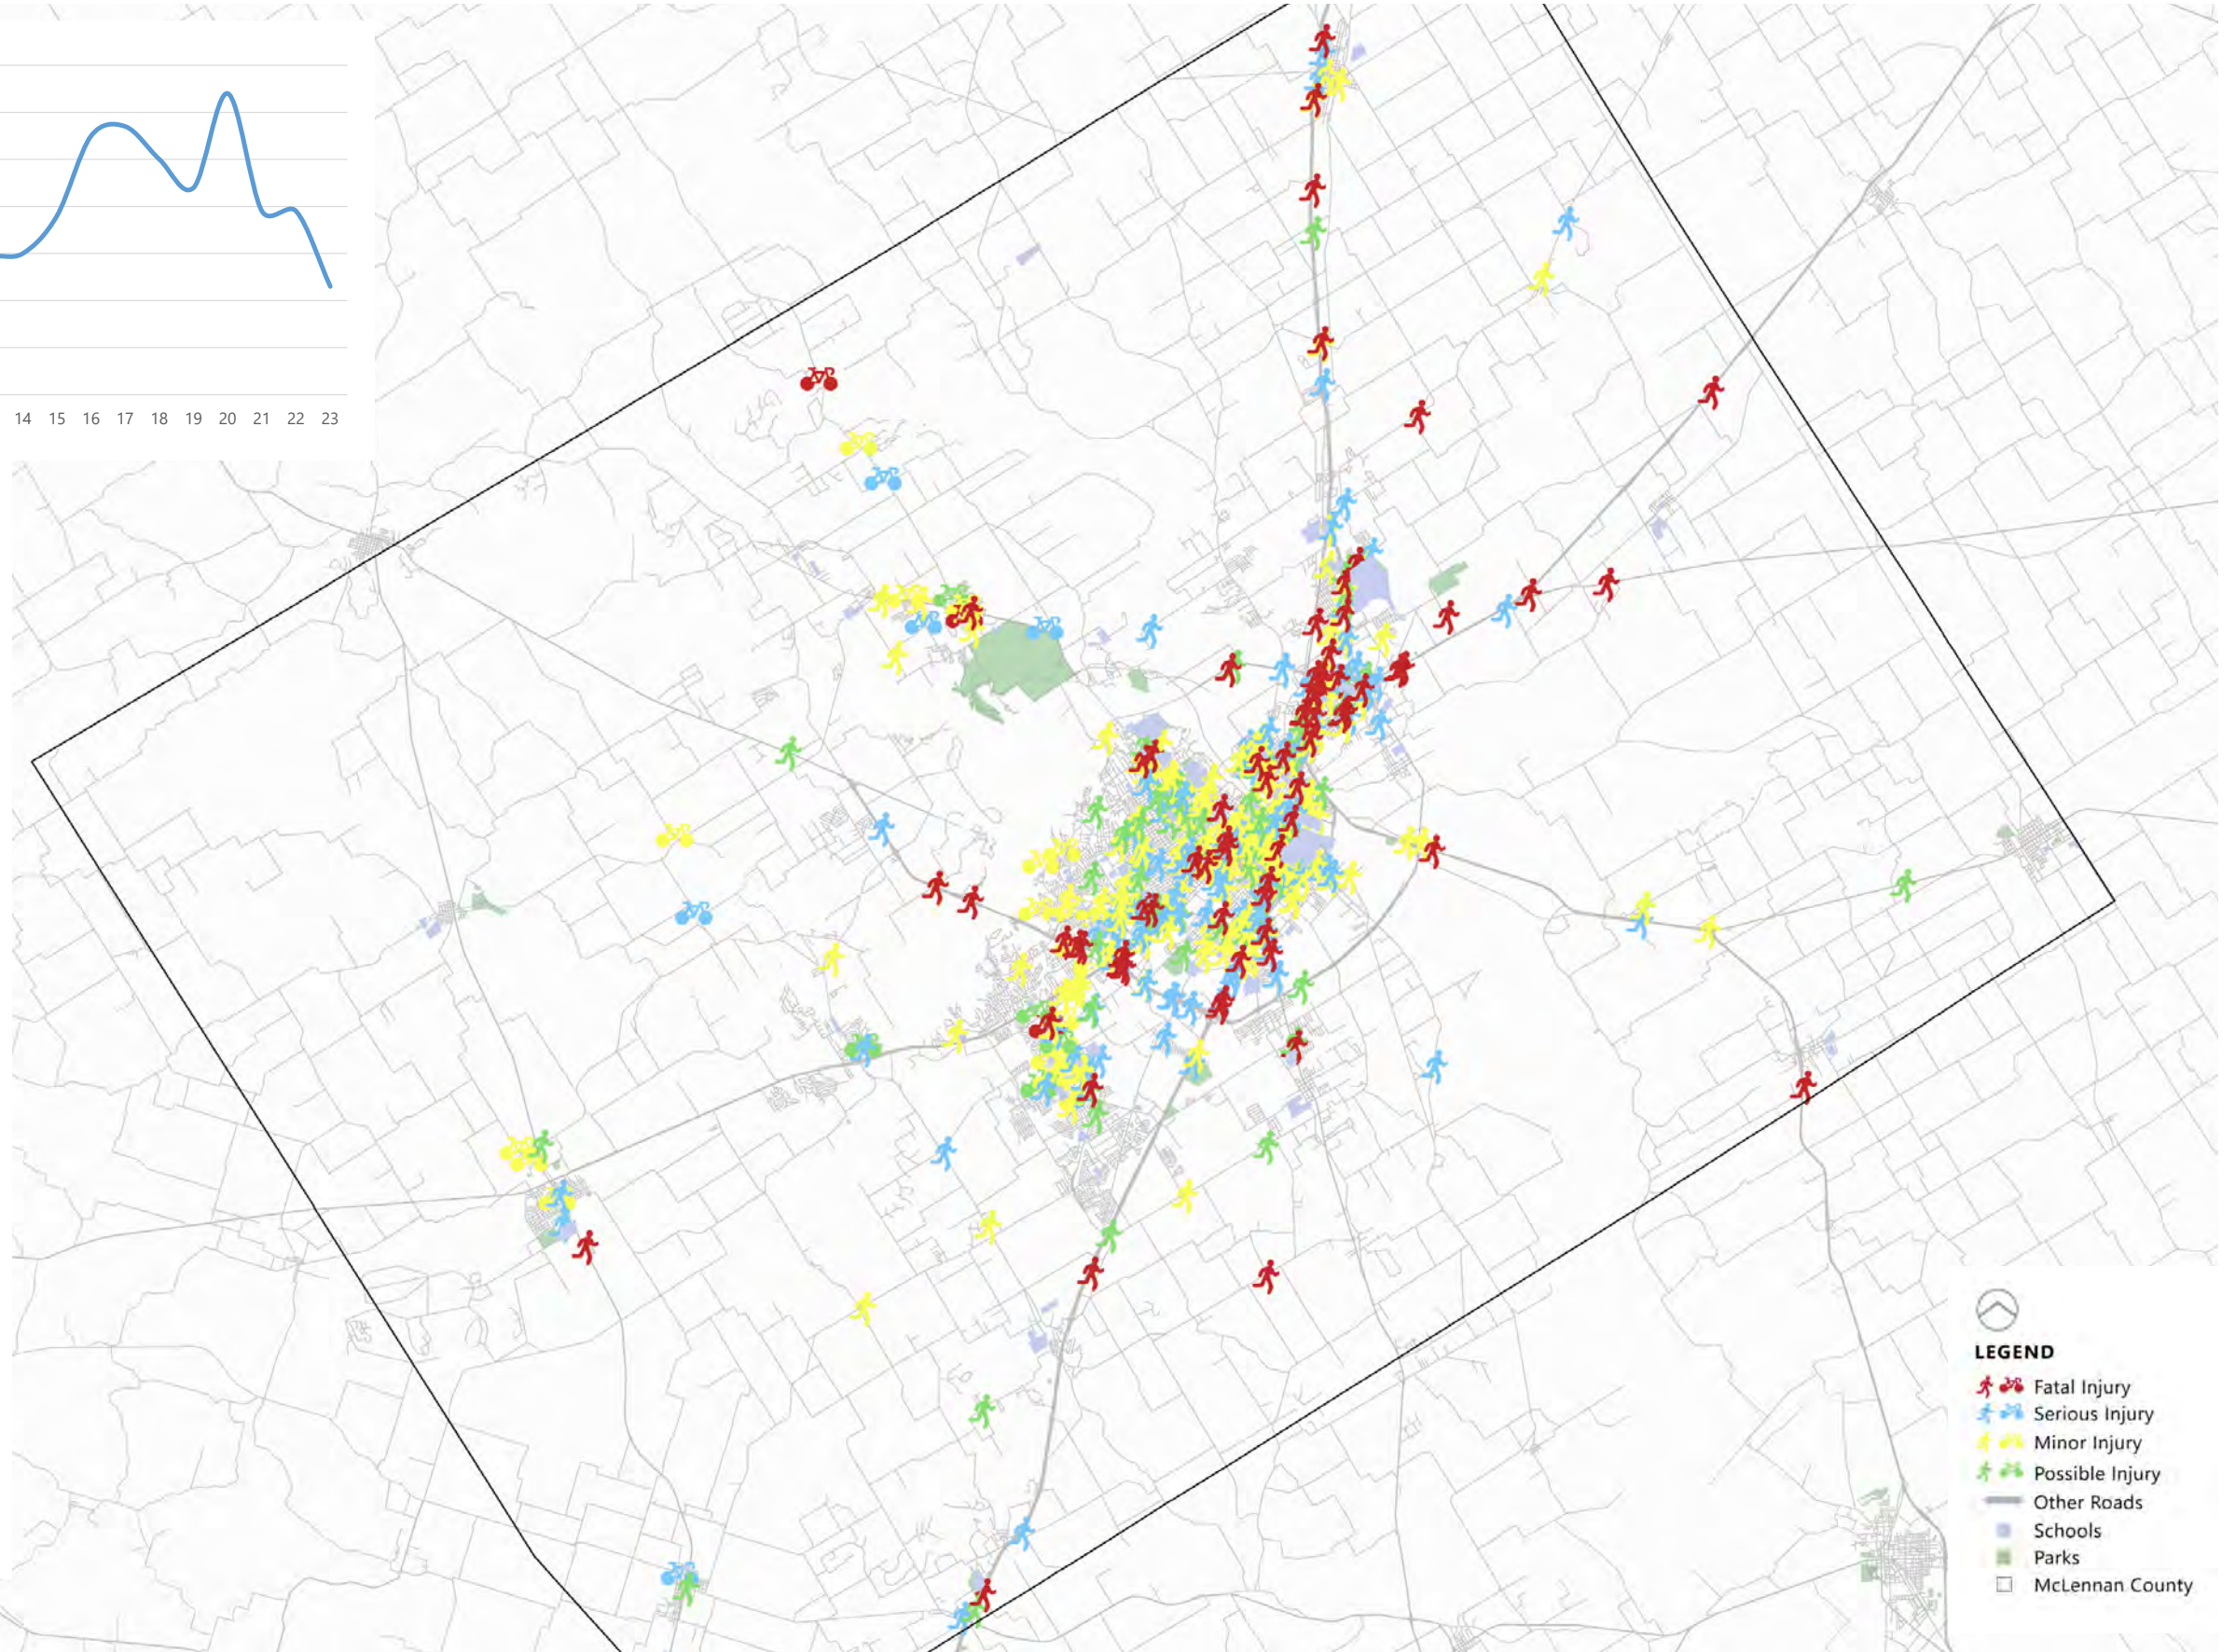 14 15 16 17 18 19 20 21 22 23
LEGEND
Fatal Injury
Serious Injury
Minor Injury
Possible Injury
Other Roads
Schools
Parks
McLennan County